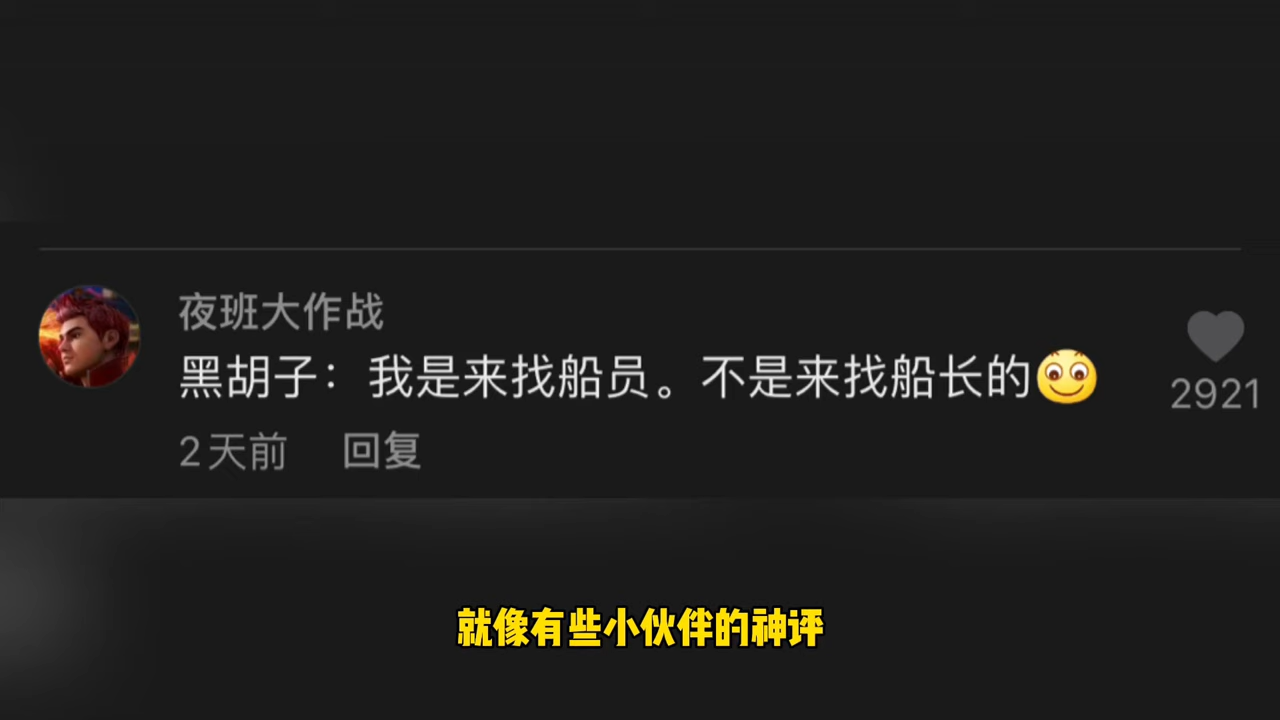 夜班大作战
黑胡子：我是来找船员。不是来找船长的
2921
2天前 回复
就像有些小伙伴的神评